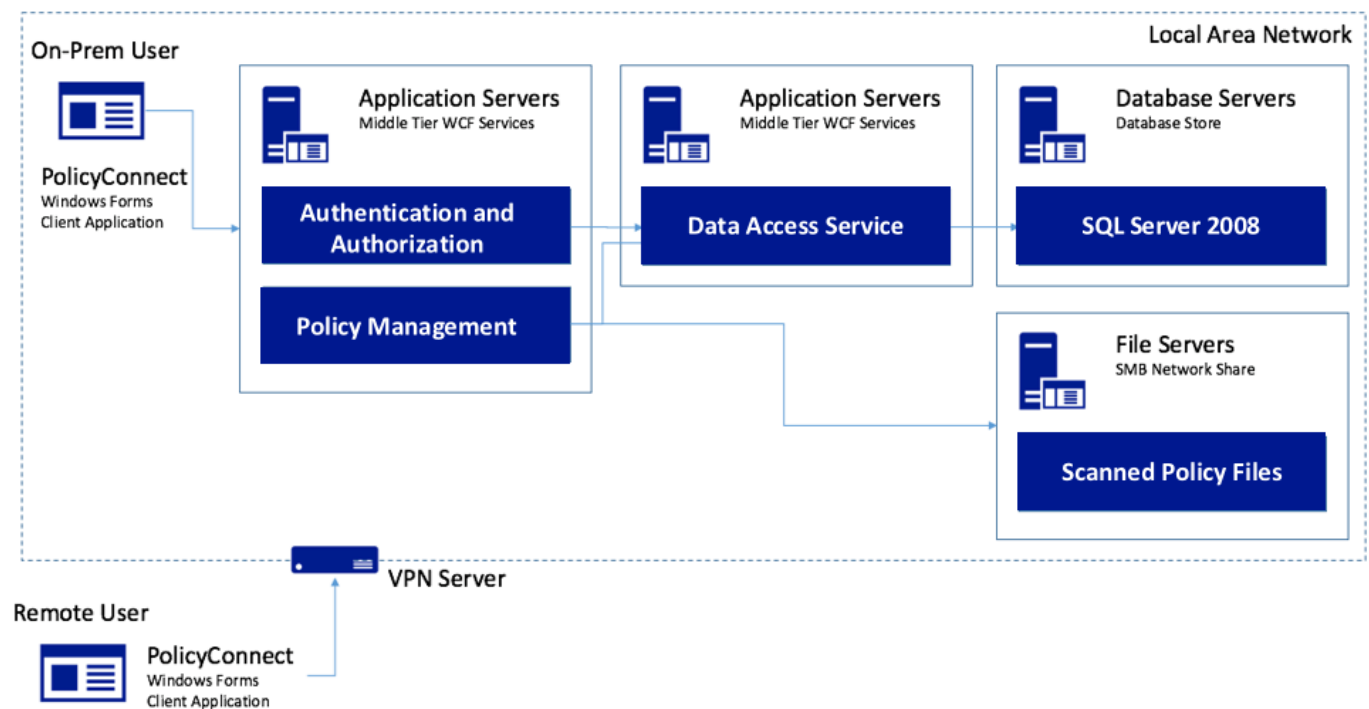 Local Area Network
On-Prem User
PolicyConnect
Windows Forms
Client Application
Application Servers
Middle Tier WCF Services
Authentication and
Authorization
Policy Management
Application Servers
Middle Tier WCF Services
Data Access Service
Database Servers
Database Store
SQL Server 2008
File Servers
SMB Network Share
Scanned Policy Files
VPN Server
Remote User
PolicyConnect
Windows Forms
Client Application